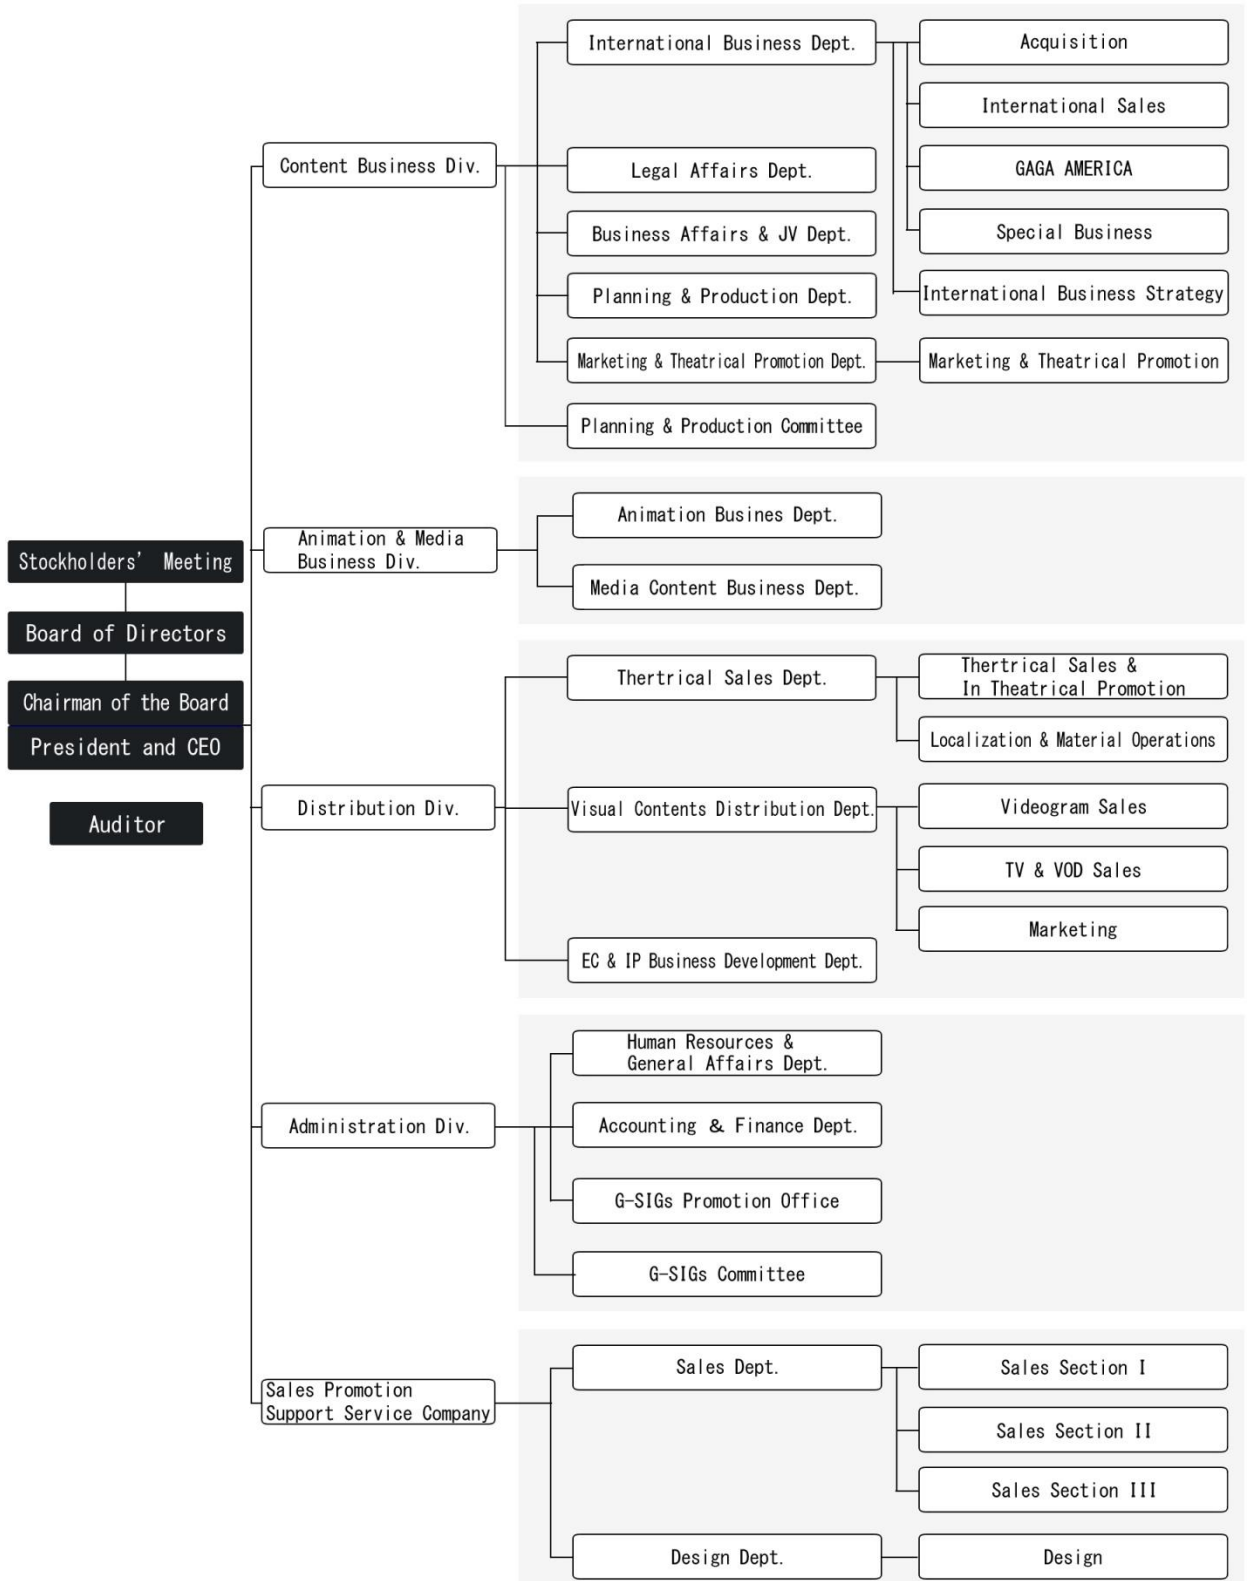 Stockholders' Meeting
Board of Directors
Chairman of the Board
President and CEO
Auditor
Content Business Div.
International Business Dept.
Acquisition
International Sales
GAGA AMERICA
Special Business
International Business Strategy
Legal Affairs Dept.
Business Affairs & JV Dept.
Planning & Production Dept.
Marketing & Theatrical Promotion Dept.
Marketing & Theatrical Promotion
Planning & Production Committee
Animation & Media
Business Div.
Animation Busines Dept.
Media Content Business Dept.
Distribution Div.
Thertrical Sales Dept.
Thertrical Sales &
In Theatrical Promotion
Localization & Material Operations
Visual Contents Distribution Dept.
Videogram Sales
TV & VOD Sales
Marketing
EC & IP Business Development Dept.
Administration Div.
Human Resources &
General Affairs Dept.
Accounting & Finance Dept.
G-SIGs Promotion Office
G-SIGs Committee
Sales Promotion
Support Service Company
Sales Dept.
Sales Section I
Sales Section II
Sales Section III
Design Dept.
Design